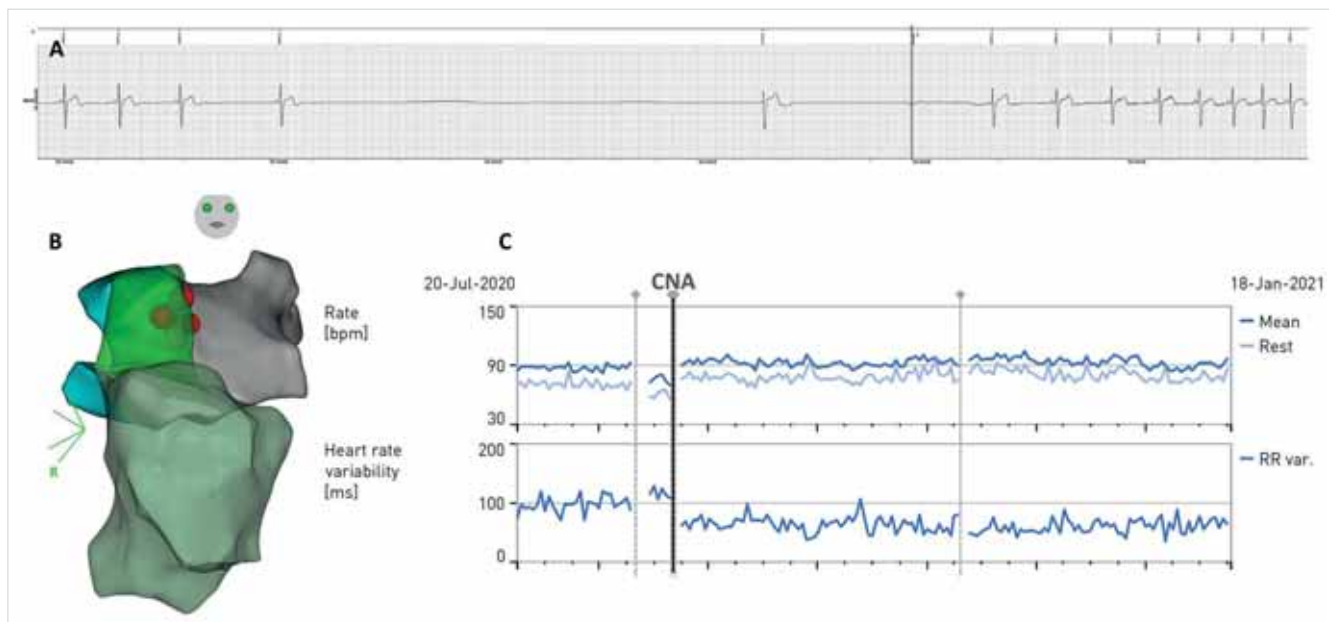 A
B
R
C
20-Jul-2020
CNA
18-Jan-2021
Rate
[bpm]
150
90
30
Mean
Rest
Heart rate
variability
[ms]
200
100
0
RR var.